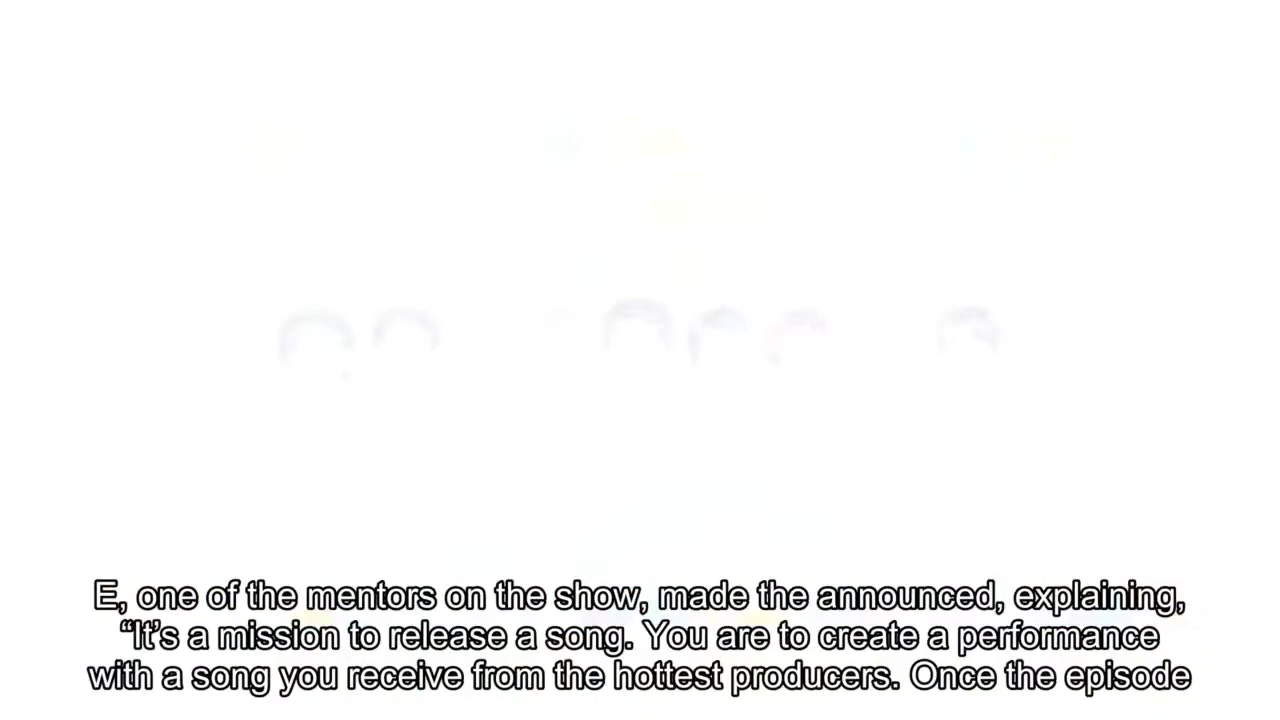 E, one of the mentors on the show, made the announced, explaining,
“It’s a mission to release a song. You are to create a performance
with a song you receive from the hottest producers. Once the episode